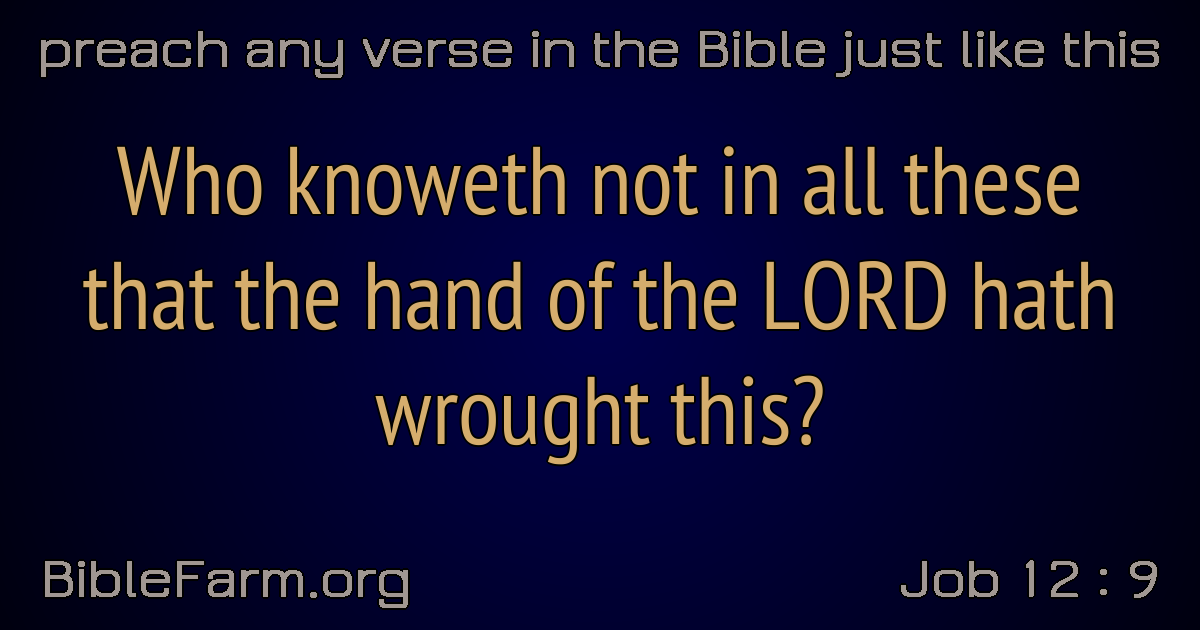 preach any verse in the Bible just like this
Who knoweth not in all these
that the hand of the LORD hath
wrought this?
BibleFarm.org
Job 12 : 9